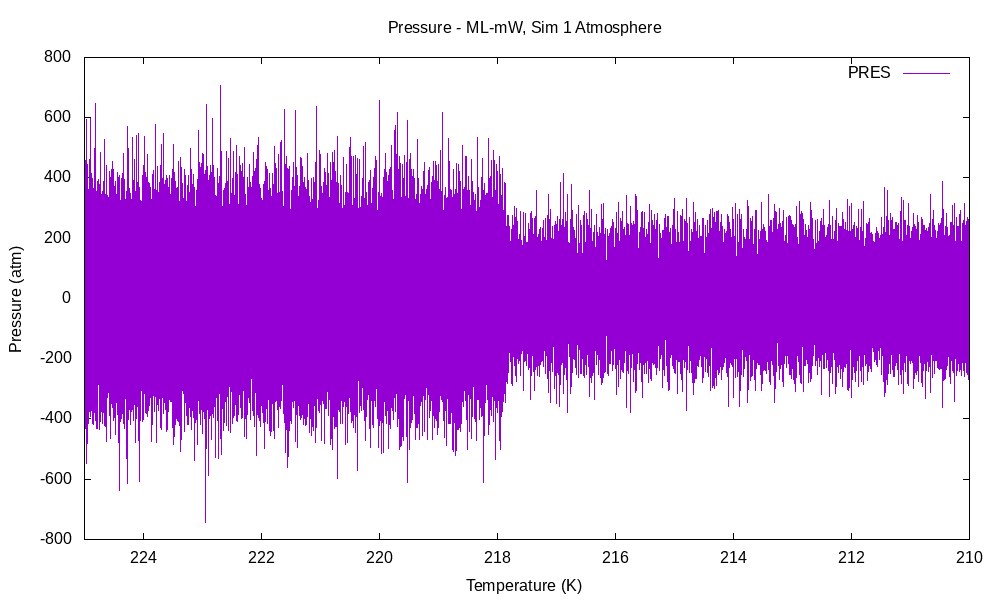 Pressure - ML-mW, Sim 1 Atmosphere
PRES
800
600
400
200
0
-200
-400
-600
-800
Pressure (atm)
224 222 220 218 216 214 212 210
Temperature (K)